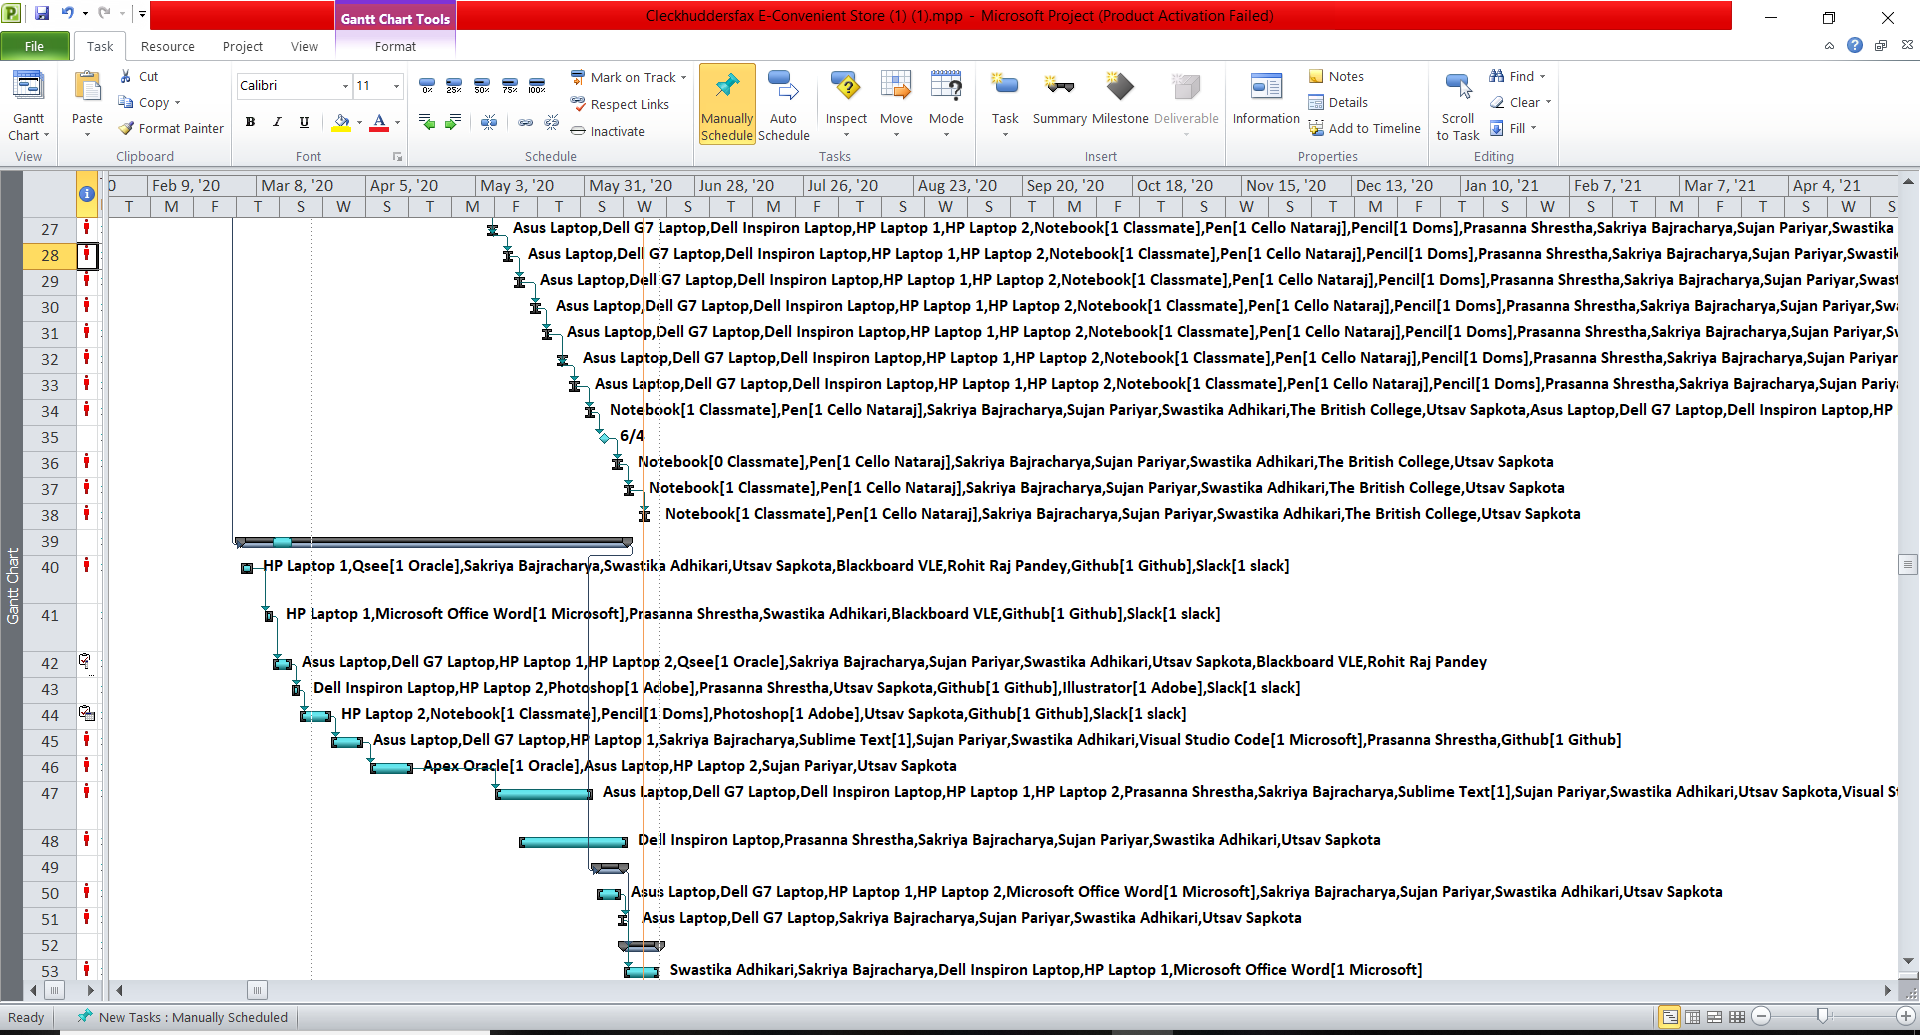 Cleckhuddersfax E-Convenient Store (1) (1).mpp - Microsoft Project (Product Activation Failed)
Gantt Chart Tools
File Task Resource Project View Format
Gantt Chart
View
Paste
Cut
Copy
Format Painter
Clipboard
Calibri 11
B I U A
Font
0% 25% 50% 75% 100%
Mark on Track
Respect Links
Inactivate
Schedule
Manually Schedule
Auto Schedule
Inspect
Move
Mode
Tasks
Task
Summary
Milestone
Deliverable
Insert
Information
Notes
Details
Add to Timeline
Properties
Scroll to Task
Find
Clear
Fill
Editing
0 Feb 9, '20 Mar 8, '20 Apr 5, '20 May 3, '20 May 31, '20 Jun 28, '20 Jul 26, '20 Aug 23, '20 Sep 20, '20 Oct 18, '20 Nov 15, '20 Dec 13, '20 Jan 10, '21 Feb 7, '21 Mar 7, '21 Apr 4, '21
T M F T S W S T M F T S W S T M F T S W S T M F T S W S T M F T S W S T M F T S W S
27 Asus Laptop,Dell G7 Laptop,Dell Inspiron Laptop,HP Laptop 1,HP Laptop 2,Notebook[1 Classmate],Pen[1 Cello Nataraj],Pencil[1 Doms],Prasanna Shrestha,Sakriya Bajracharya,Sujan Pariyar,Swastika
28 Asus Laptop,Dell G7 Laptop,Dell Inspiron Laptop,HP Laptop 1,HP Laptop 2,Notebook[1 Classmate],Pen[1 Cello Nataraj],Pencil[1 Doms],Prasanna Shrestha,Sakriya Bajracharya,Sujan Pariyar,Swastik
29 Asus Laptop,Dell G7 Laptop,Dell Inspiron Laptop,HP Laptop 1,HP Laptop 2,Notebook[1 Classmate],Pen[1 Cello Nataraj],Pencil[1 Doms],Prasanna Shrestha,Sakriya Bajracharya,Sujan Pariyar,Swast
30 Asus Laptop,Dell G7 Laptop,Dell Inspiron Laptop,HP Laptop 1,HP Laptop 2,Notebook[1 Classmate],Pen[1 Cello Nataraj],Pencil[1 Doms],Prasanna Shrestha,Sakriya Bajracharya,Sujan Pariyar,Swa
31 Asus Laptop,Dell G7 Laptop,Dell Inspiron Laptop,HP Laptop 1,HP Laptop 2,Notebook[1 Classmate],Pen[1 Cello Nataraj],Pencil[1 Doms],Prasanna Shrestha,Sakriya Bajracharya,Sujan Pariyar,Sw
32 Asus Laptop,Dell G7 Laptop,Dell Inspiron Laptop,HP Laptop 1,HP Laptop 2,Notebook[1 Classmate],Pen[1 Cello Nataraj],Pencil[1 Doms],Prasanna Shrestha,Sakriya Bajracharya,Sujan Pariyar
33 Asus Laptop,Dell G7 Laptop,Dell Inspiron Laptop,HP Laptop 1,HP Laptop 2,Notebook[1 Classmate],Pen[1 Cello Nataraj],Pencil[1 Doms],Prasanna Shrestha,Sakriya Bajracharya,Sujan Pariya
34 Notebook[1 Classmate],Pen[1 Cello Nataraj],Sakriya Bajracharya,Sujan Pariyar,Swastika Adhikari,The British College,Utsav Sapkota,Asus Laptop,Dell G7 Laptop,Dell Inspiron Laptop,HP
35 6/4
36 Notebook[0 Classmate],Pen[1 Cello Nataraj],Sakriya Bajracharya,Sujan Pariyar,Swastika Adhikari,The British College,Utsav Sapkota
37 Notebook[1 Classmate],Pen[1 Cello Nataraj],Sakriya Bajracharya,Sujan Pariyar,Swastika Adhikari,The British College,Utsav Sapkota
38 Notebook[1 Classmate],Pen[1 Cello Nataraj],Sakriya Bajracharya,Sujan Pariyar,Swastika Adhikari,The British College,Utsav Sapkota
39
40 HP Laptop 1,Qsee[1 Oracle],Sakriya Bajracharya,Swastika Adhikari,Utsav Sapkota,Blackboard VLE,Rohit Raj Pandey,Github[1 Github],Slack[1 slack]
41 HP Laptop 1,Microsoft Office Word[1 Microsoft],Prasanna Shrestha,Swastika Adhikari,Blackboard VLE,Github[1 Github],Slack[1 slack]
42 Asus Laptop,Dell G7 Laptop,HP Laptop 1,HP Laptop 2,Qsee[1 Oracle],Sakriya Bajracharya,Sujan Pariyar,Swastika Adhikari,Utsav Sapkota,Blackboard VLE,Rohit Raj Pandey
43 Dell Inspiron Laptop,HP Laptop 2,Photoshop[1 Adobe],Prasanna Shrestha,Utsav Sapkota,Github[1 Github],Illustrator[1 Adobe],Slack[1 slack]
44 HP Laptop 2,Notebook[1 Classmate],Pencil[1 Doms],Photoshop[1 Adobe],Utsav Sapkota,Github[1 Github],Slack[1 slack]
45 Asus Laptop,Dell G7 Laptop,HP Laptop 1,Sakriya Bajracharya,Sublime Text[1],Sujan Pariyar,Swastika Adhikari,Visual Studio Code[1 Microsoft],Prasanna Shrestha,Github[1 Github]
46 Apex Oracle[1 Oracle],Asus Laptop,HP Laptop 2,Sujan Pariyar,Utsav Sapkota
47 Asus Laptop,Dell G7 Laptop,Dell Inspiron Laptop,HP Laptop 1,HP Laptop 2,Prasanna Shrestha,Sakriya Bajracharya,Sublime Text[1],Sujan Pariyar,Swastika Adhikari,Utsav Sapkota,Visual S
48 Dell Inspiron Laptop,Prasanna Shrestha,Sakriya Bajracharya,Sujan Pariyar,Swastika Adhikari,Utsav Sapkota
49
50 Asus Laptop,Dell G7 Laptop,HP Laptop 1,HP Laptop 2,Microsoft Office Word[1 Microsoft],Sakriya Bajracharya,Sujan Pariyar,Swastika Adhikari,Utsav Sapkota
51 Asus Laptop,Dell G7 Laptop,Sakriya Bajracharya,Sujan Pariyar,Swastika Adhikari,Utsav Sapkota
52
53 Swastika Adhikari,Sakriya Bajracharya,Dell Inspiron Laptop,HP Laptop 1,Microsoft Office Word[1 Microsoft]
Gantt Chart
Ready New Tasks : Manually Scheduled